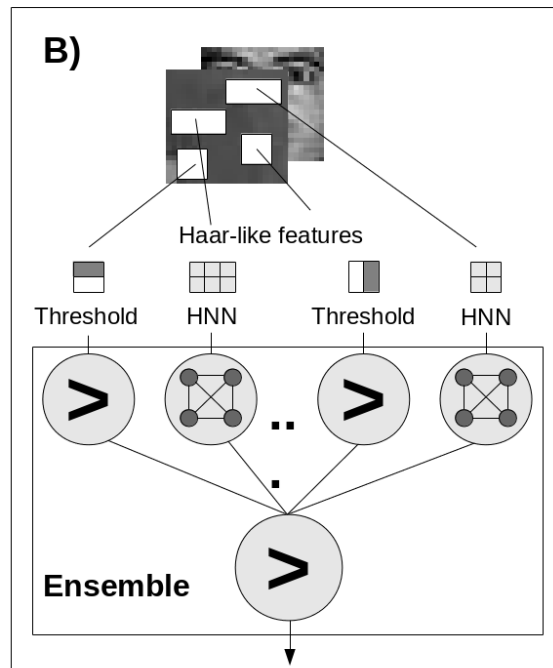 B)
Haar-like features
Threshold HNN Threshold HNN
> .. >
.
>
Ensemble